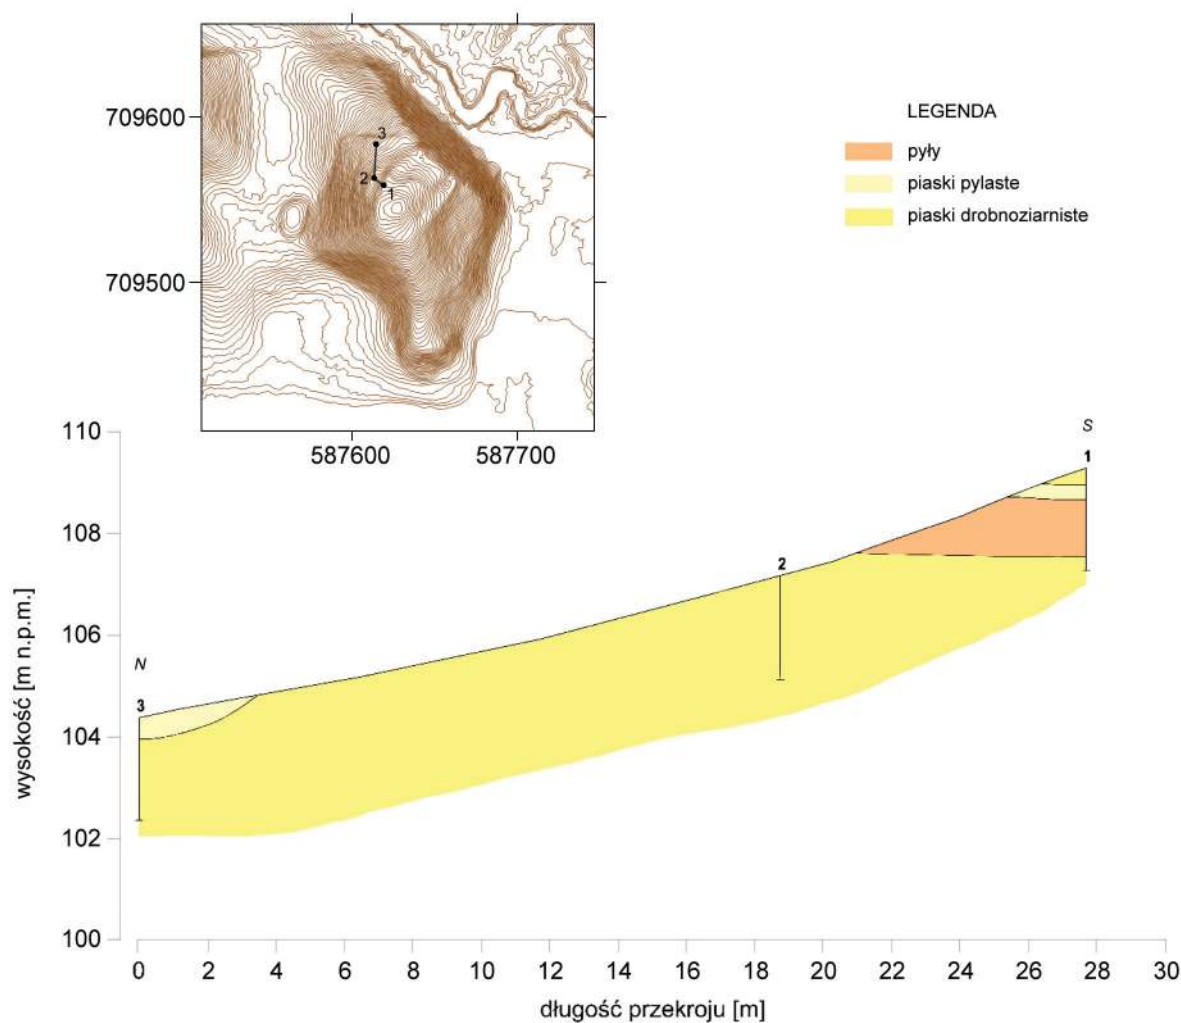 709600
709500
3
2
1
587600
587700
LEGENDA
pyły
piaski pylaste
piaski drobnoziarniste
wysokość [m n.p.m.]
110
108
106
104
102
100
N
3
2
S
1
0 2 4 6 8 10 12 14 16 18 20 22 24 26 28 30
długość przekroju [m]